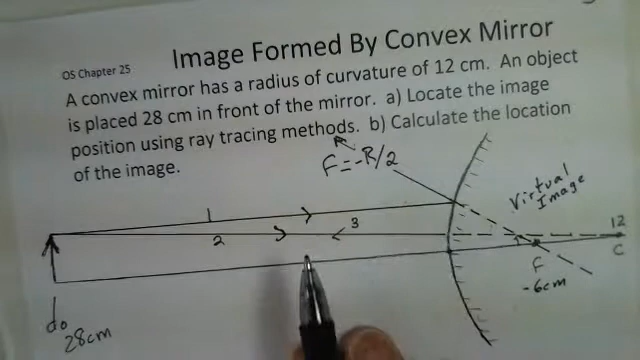 Image Formed By Convex Mirror
OS Chapter 25
A convex mirror has a radius of curvature of 12 cm. An object
is placed 28 cm in front of the mirror. a) Locate the image
position using ray tracing methods. b) Calculate the location
of the image.
F=-R/2
Virtual
Image
1
2
3
12
C
F
-6cm
do
28cm